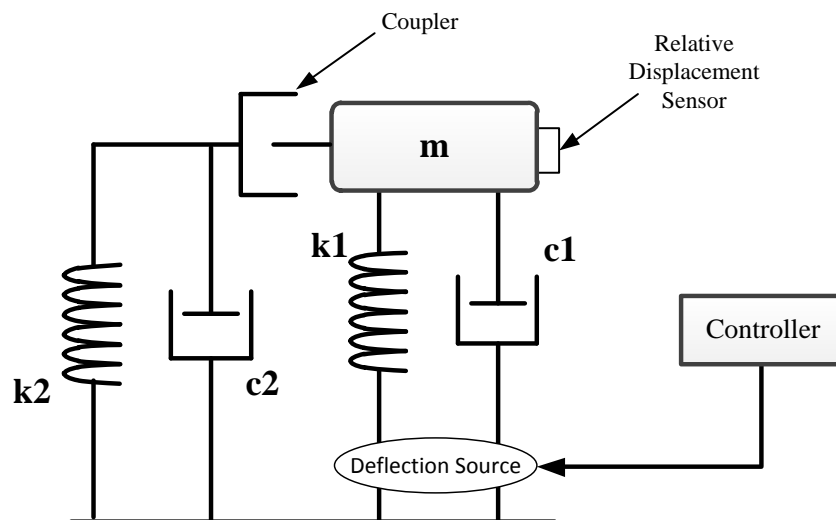 Coupler
Relative
Displacement
Sensor
m
k1
c1
Controller
k2
c2
Deflection Source